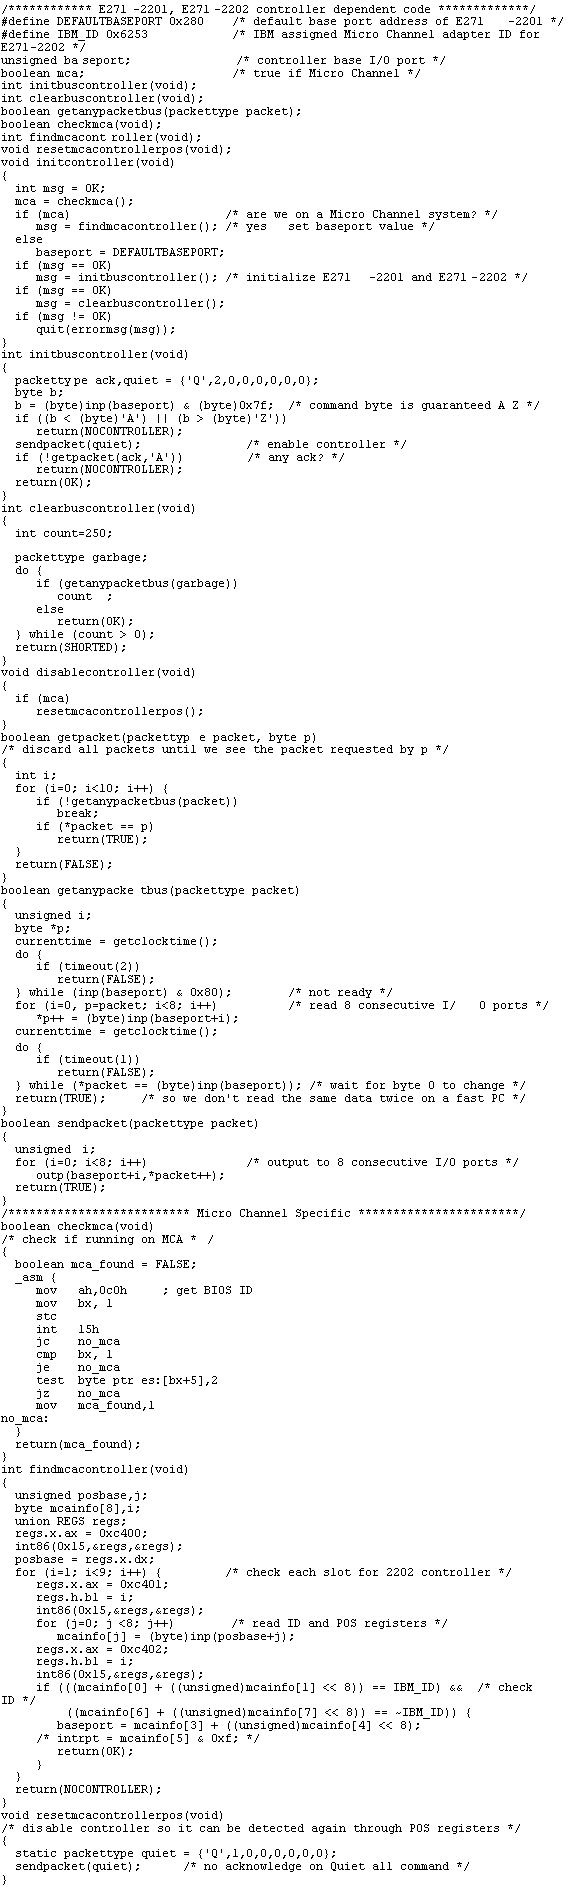 /************ E271 -2201, E271 -2202 controller dependent code *************/
#define DEFAULTBASEPORT 0x280    /* default base port address of E271   -2201 */
#define IBM_ID 0x6253            /* IBM assigned Micro Channel adapter ID for
E271-2202 */
unsigned ba seport;               /* controller base I/O port */
boolean mca;                     /* true if Micro Channel */
int initbuscontroller(void);
int clearbuscontroller(void);
boolean getanypacketbus(packettype packet);
boolean checkmca(void);
int findmcacont roller(void);
void resetmcacontrollerpos(void);
void initcontroller(void)
{
  int msg = OK;
  mca = checkmca();
  if (mca)                      /* are we on a Micro Channel system? */
     msg = findmcacontroller(); /* yes   set baseport value */
  else
     baseport = DEFAULTBASEPORT;
  if (msg == OK)
     msg = initbuscontroller(); /* initialize E271   -2201 and E271 -2202 */
  if (msg == OK)
     msg = clearbuscontroller();
  if (msg != OK)
     quit(errormsg(msg));
}
int initbuscontroller(void)
{
  packettype ack,quiet = {'Q',2,0,0,0,0,0,0};
  byte b;
  b = (byte)inp(baseport) & (byte)0x7f;  /* command byte is guaranteed A Z */
  if ((b < (byte)'A') || (b > (byte)'Z'))
     return(NOCONTROLLER);
  sendpacket(quiet);               /* enable controller */
  if (!getpacket(ack,'A'))         /* any ack? */
     return(NOCONTROLLER);
  return(OK);
}
int clearbuscontroller(void)
{
  int count=250;
  packettype garbage;
  do {
     if (getanypacketbus(garbage))
        count  ;
     else
        return(OK);
  } while (count > 0);
  return(SHORTED);
}
void disablecontroller(void)
{
  if (mca)
     resetmcacontrollerpos();
}
boolean getpacket(packettyp e packet, byte p)
/* discard all packets until we see the packet requested by p */
{
  int i;
  for (i=0; i<10; i++) {
     if (!getanypacketbus(packet))
        break;
     if (*packet == p)
        return(TRUE);
  }
  return(FALSE);
}
boolean getanypacke tbus(packettype packet)
{
  unsigned i;
  byte *p;
  currenttime = getclocktime();
  do {
     if (timeout(2))
        return(FALSE);
  } while (inp(baseport) & 0x80);        /* not ready */
  for (i=0, p=packet; i<8; i++)          /* read 8 consecutive I/   O ports */
     *p++ = (byte)inp(baseport+i);
  currenttime = getclocktime();
  do {
     if (timeout(1))
        return(FALSE);
  } while (*packet == (byte)inp(baseport)); /* wait for byte 0 to change */
  return(TRUE);     /* so we don't read the same data twice on a fast PC */
}
boolean sendpacket(packettype packet)
{
  unsigned  i;
  for (i=0; i<8; i++)              /* output to 8 consecutive I/O ports */
     outp(baseport+i,*packet++);
  return(TRUE);
}
/************************** Micro Channel Specific ***********************/
boolean checkmca(void)
/* check if running on MCA * /
{
  boolean mca_found = FALSE;
  _asm {
     mov   ah,0c0h     ; get BIOS ID
     mov   bx, 1
     stc
     int   15h
     jc    no_mca
     cmp   bx, 1
     je    no_mca
     test  byte ptr es:[bx+5],2
     jz    no_mca
     mov   mca_found,1
no_mca:
  }
  return(mca_found);
}
int findmcacontroller(void)
{
  unsigned posbase,j;
  byte mcainfo[8],i;
  union REGS regs;
  regs.x.ax = 0xc400;
  int86(0x15,&regs,&regs);
  posbase = regs.x.dx;
  for (i=1; i<9; i++) {         /* check each slot for 2202 controller */
     regs.x.ax = 0xc401;
     regs.h.bl = i;
     int86(0x15,&regs,&regs);
     for (j=0; j <8; j++)        /* read ID and POS registers */
        mcainfo[j] = (byte)inp(posbase+j);
     regs.x.ax = 0xc402;
     regs.h.bl = i;
     int86(0x15,&regs,&regs);
     if (((mcainfo[0] + ((unsigned)mcainfo[1] << 8)) == IBM_ID) &&  /* check
ID */
         ((mcainfo[6] + ((unsigned)mcainfo[7] << 8)) == ~IBM_ID)) {
        baseport = mcainfo[3] + ((unsigned)mcainfo[4] << 8);
     /* intrpt = mcainfo[5] & 0xf; */
        return(OK);
     }
  }
  return(NOCONTROLLER);
}
void resetmcacontrollerpos(void)
/* disable controller so it can be detected again through POS registers */
{
  static packettype quiet = {'Q',1,0,0,0,0,0,0};
  sendpacket(quiet);      /* no acknowledge on Quiet all command */
}